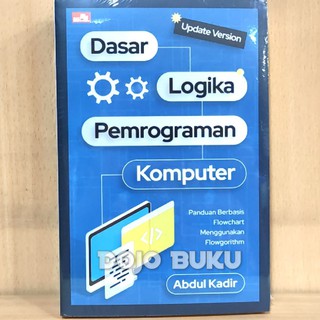 Update Version
Dasar
Logika
Pemrograman
Komputer
Panduan Berbasis
Flowchart
Menggunakan
Flowgorithm
DOJO BUKU
Abdul Kadir